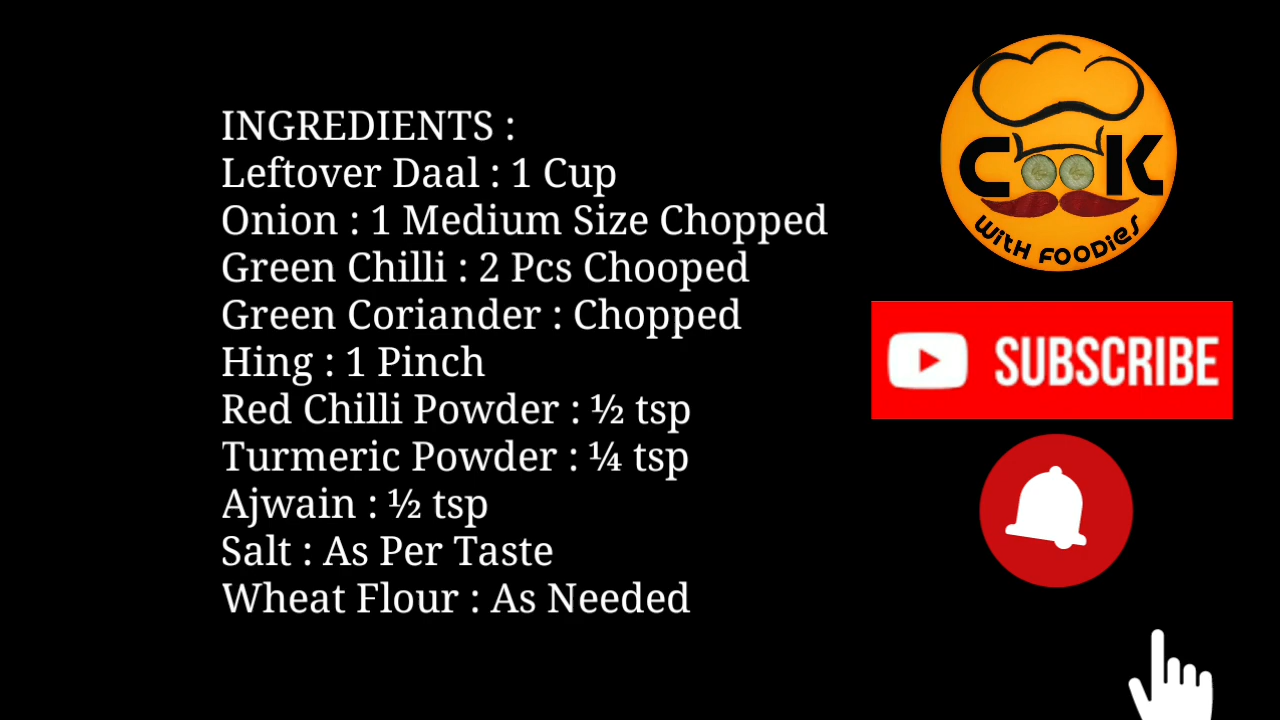 INGREDIENTS :
Leftover Daal : 1 Cup
Onion : 1 Medium Size Chopped
Green Chilli : 2 Pcs Chooped
Green Coriander : Chopped
Hing : 1 Pinch
Red Chilli Powder : ½ tsp
Turmeric Powder : ¼ tsp
Ajwain : ½ tsp
Salt : As Per Taste
Wheat Flour : As Needed
COOK
WITH FOODIES
SUBSCRIBE